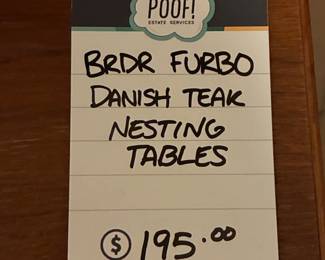 POOF!
ESTATE SERVICES
BRDR FURBO
DANISH TEAK
NESTING
TABLES
$ 195.00